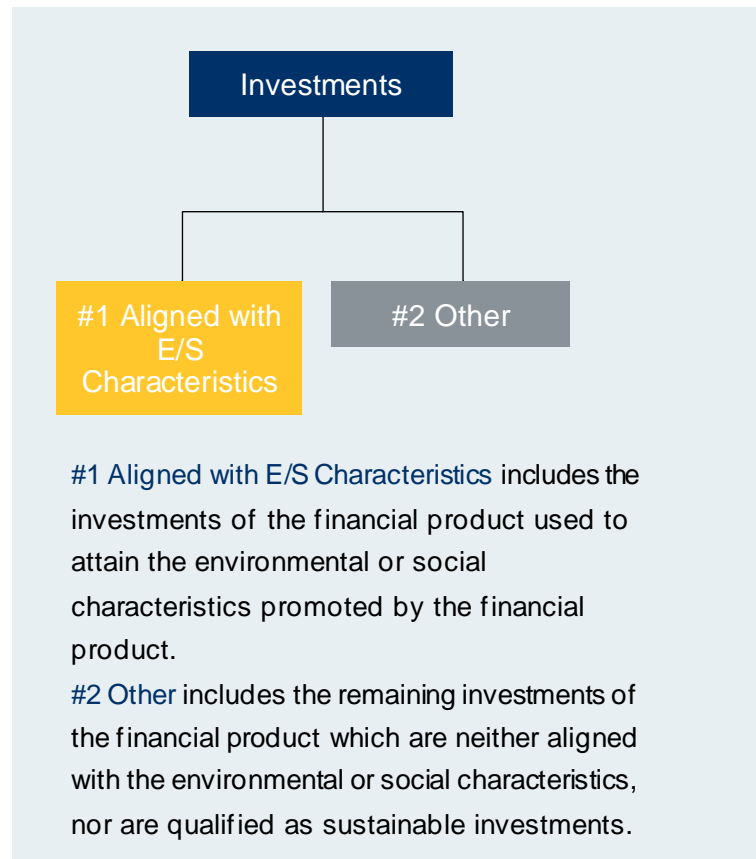 Investments
#1 Aligned with
E/S
Characteristics
#2 Other
#1 Aligned with E/S Characteristics includes the
investments of the financial product used to
attain the environmental or social
characteristics promoted by the financial
product.
#2 Other includes the remaining investments of
the financial product which are neither aligned
with the environmental or social characteristics,
nor are qualified as sustainable investments.